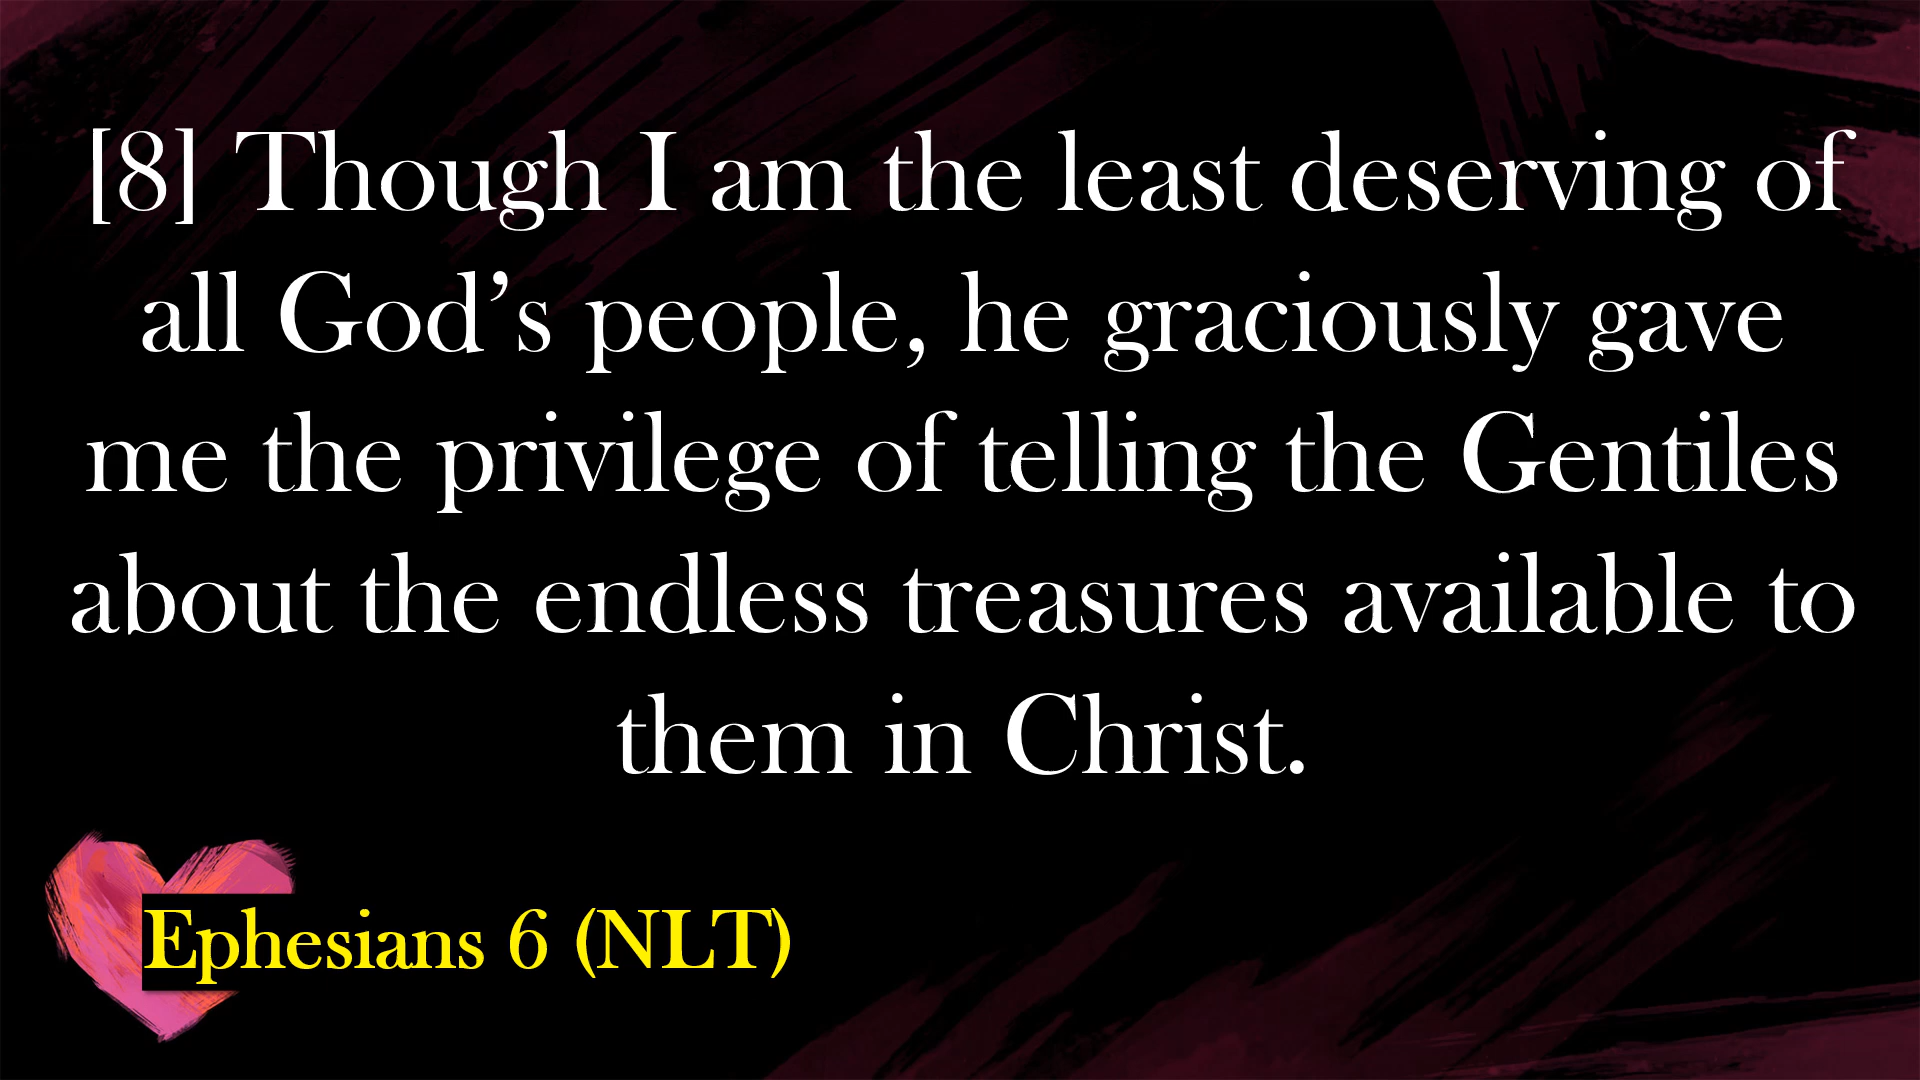 [8] Though I am the least deserving of
all God’s people, he graciously gave
me the privilege of telling the Gentiles
about the endless treasures available to
them in Christ.
Ephesians 6 (NLT)